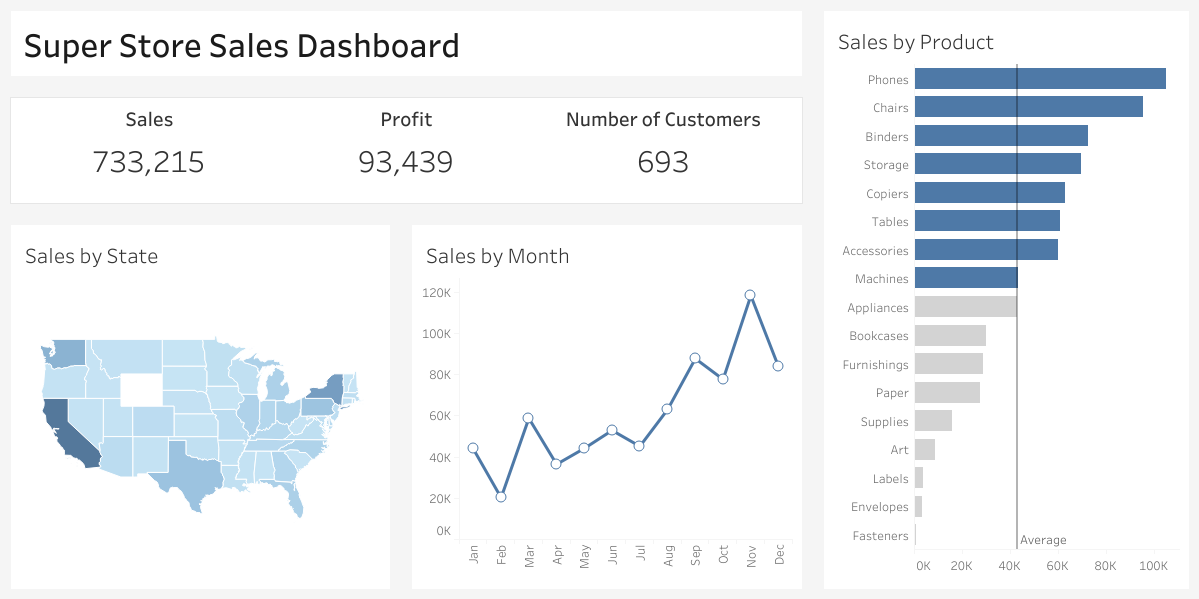 Super Store Sales Dashboard
Sales
Profit
Number of Customers
733,215
93,439
693
Sales by State
Sales by Month
120K
100K
80K
60K
40K
20K
0K
Jan
Feb
Mar
Apr
May
Jun
Jul
Aug
Sep
Oct
Nov
Dec
Sales by Product
Phones
Chairs
Binders
Storage
Copiers
Tables
Accessories
Machines
Appliances
Bookcases
Furnishings
Paper
Supplies
Art
Labels
Envelopes
Fasteners
Average
0K
20K
40K
60K
80K
100K